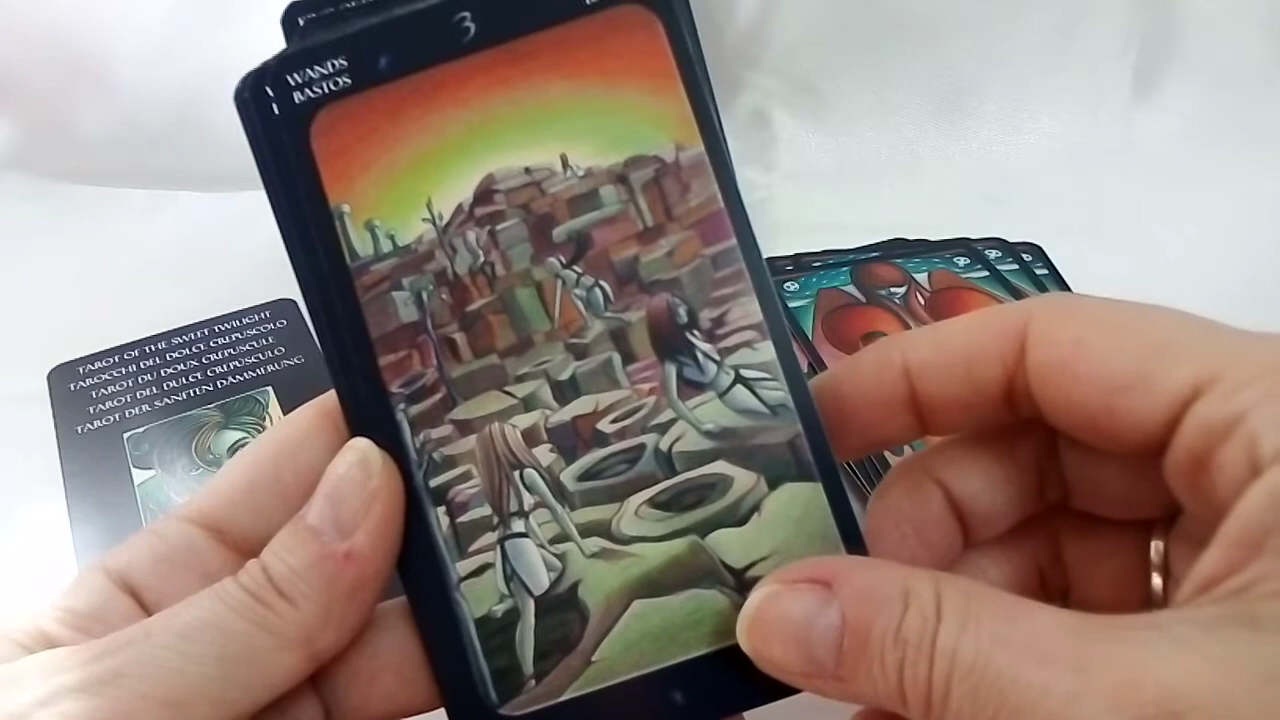 3
WANDS
BASTOS
TAROT OF THE SWEET TWILIGHT
TAROCCHI DEL DOLCE CREPUSCOLO
TAROT DU DOUX CRÉPUSCULE
TAROT DEL DULCE CREPÚSCULO
TAROT DER SANFTEN DÄMMERUNG